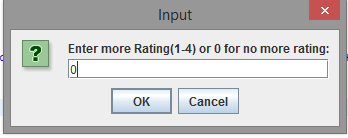 Input
Enter more Rating(1-4) or 0 for no more rating:
0
OK
Cancel